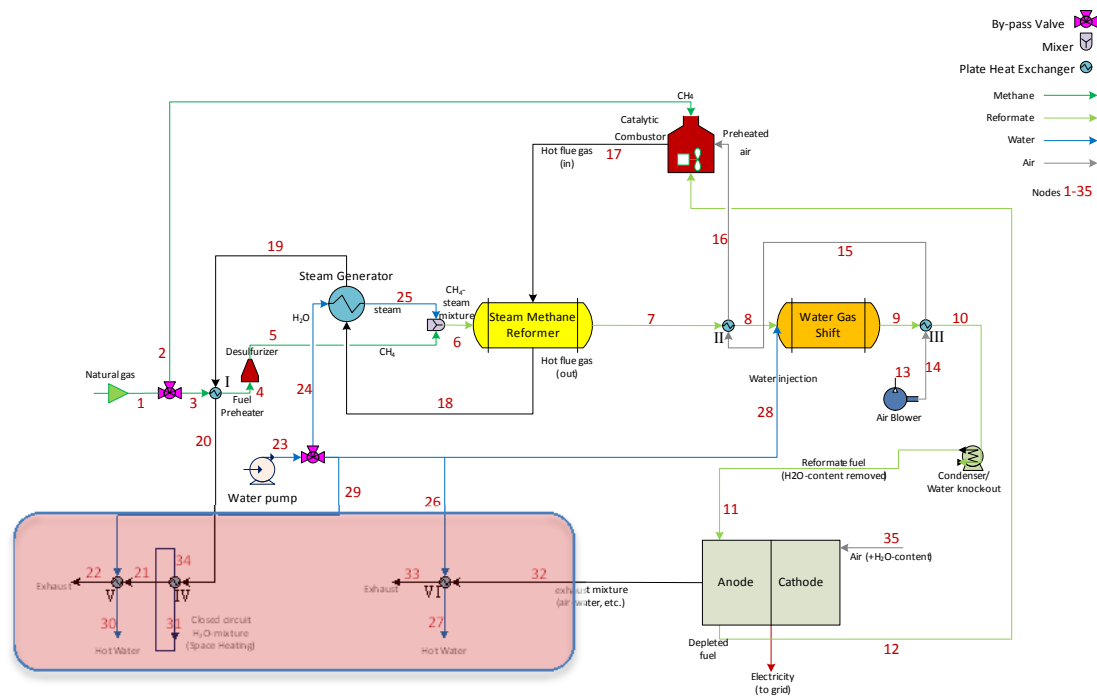 By-pass Valve
Mixer
Plate Heat Exchanger
Methane
Reformate
Water
Air
Nodes 1-35
CH₄
Catalytic
Combustor
Preheated
air
Hot flue gas
(in)
17
16
15
19
Steam Generator
25
steam
CH₄-
steam
mixture
H₂O
Steam Methane
Reformer
7
II
8
Water Gas
Shift
9
III
10
2
5
Desulfurizer
CH₄
6
Hot flue gas
(out)
Natural gas
1
3
I
4
Fuel
Preheater
24
18
Water injection
28
13
14
Air Blower
20
23
Water pump
29
26
Reformate fuel
(H2O-content removed)
Condenser/
Water knock-out
11
35
Air (+H₂O-content)
Anode
Cathode
Exhaust
22
V
21
34
IV
30
31
Hot Water
Closed circuit
H₂O-mixture
(Space Heating)
Exhaust
33
VI
32
exhaust mixture
(air, water, etc.)
27
Hot Water
Depleted
fuel
12
Electricity
(to grid)